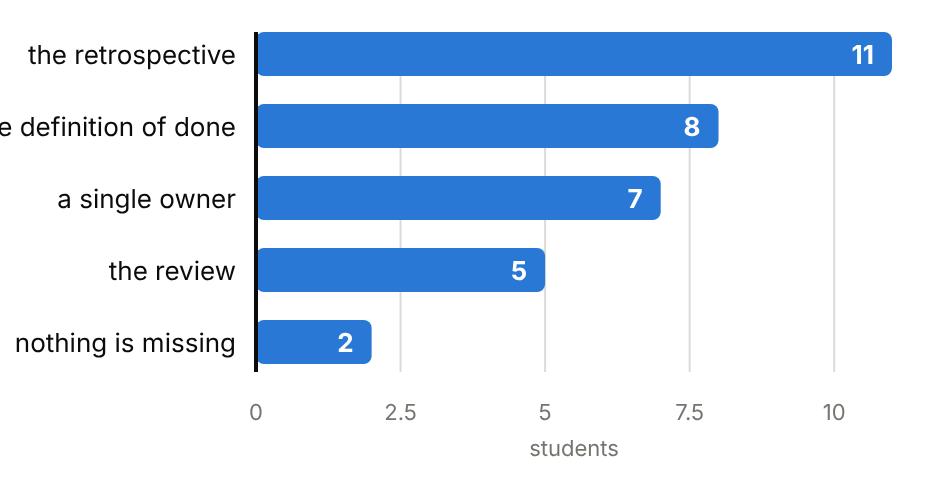 the retrospective 11
e definition of done 8
a single owner 7
the review 5
nothing is missing 2
0 2.5 5 7.5 10
students